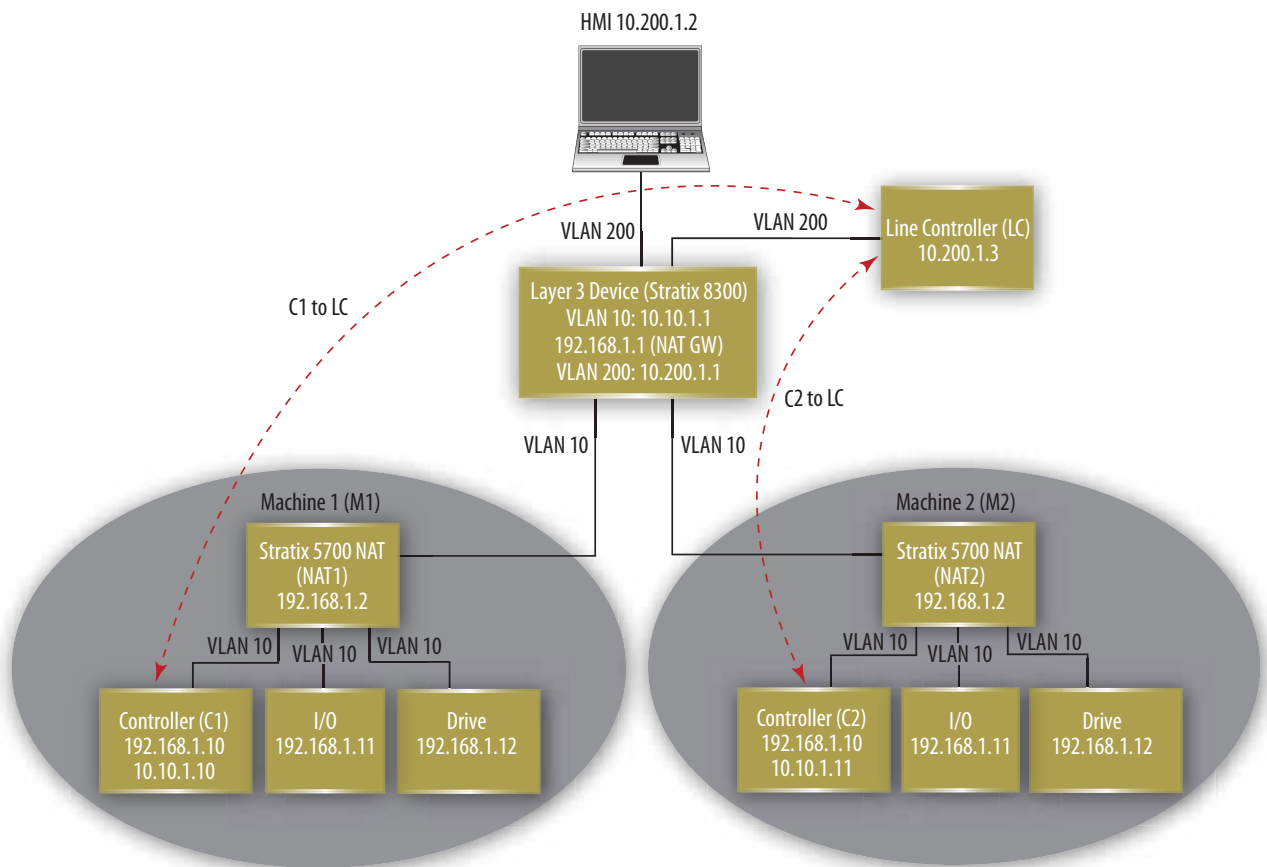 HMI 10.200.1.2
VLAN 200
VLAN 200
Line Controller (LC)
10.200.1.3
Layer 3 Device (Stratix 8300)
VLAN 10: 10.10.1.1
192.168.1.1 (NAT GW)
VLAN 200: 10.200.1.1
C1 to LC
C2 to LC
VLAN 10
VLAN 10
Machine 1 (M1)
Stratix 5700 NAT
(NAT1)
192.168.1.2
VLAN 10
VLAN 10
VLAN 10
Controller (C1)
192.168.1.10
10.10.1.10
I/O
192.168.1.11
Drive
192.168.1.12
Machine 2 (M2)
Stratix 5700 NAT
(NAT2)
192.168.1.2
VLAN 10
VLAN 10
VLAN 10
Controller (C2)
192.168.1.10
10.10.1.11
I/O
192.168.1.11
Drive
192.168.1.12